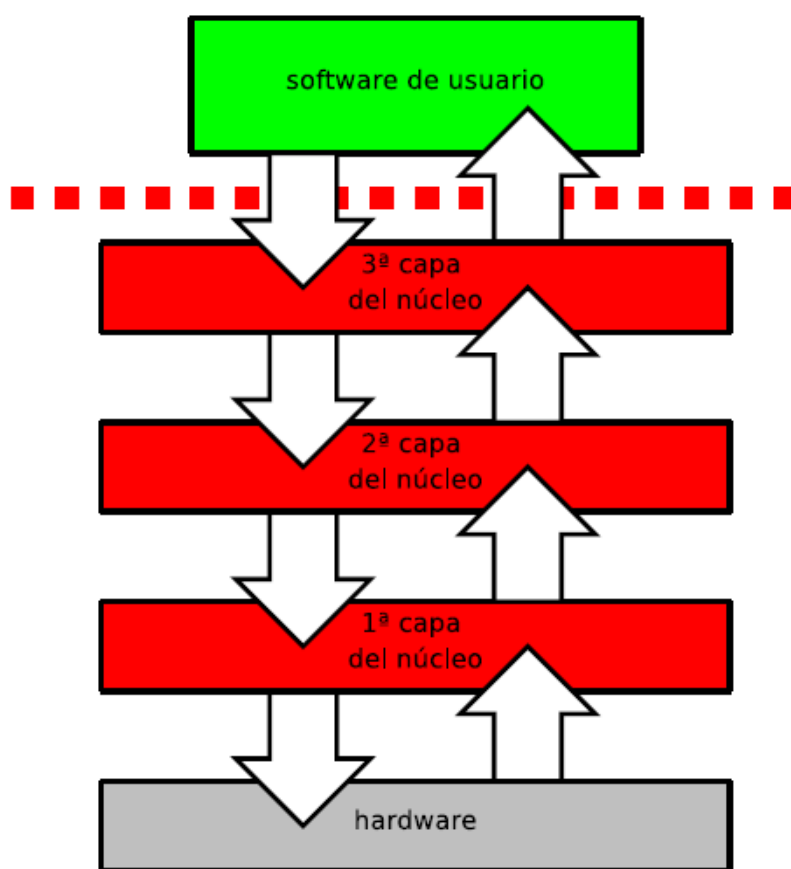 software de usuario
3ª capa
del núcleo
2ª capa
del núcleo
1ª capa
del núcleo
hardware